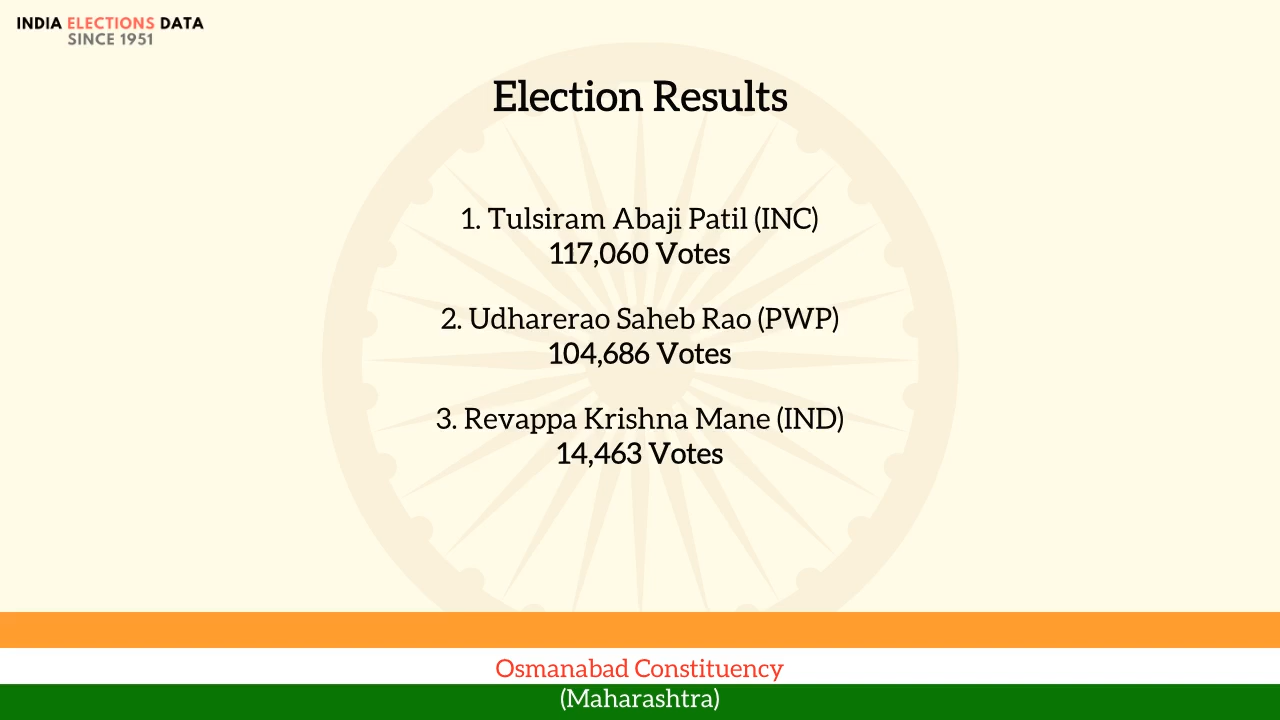 INDIA ELECTIONS DATA
SINCE 1951
Election Results
1. Tulsiram Abaji Patil (INC)
117,060 Votes
2. Udharerao Saheb Rao (PWP)
104,686 Votes
3. Revappa Krishna Mane (IND)
14,463 Votes
Osmanabad Constituency
(Maharashtra)